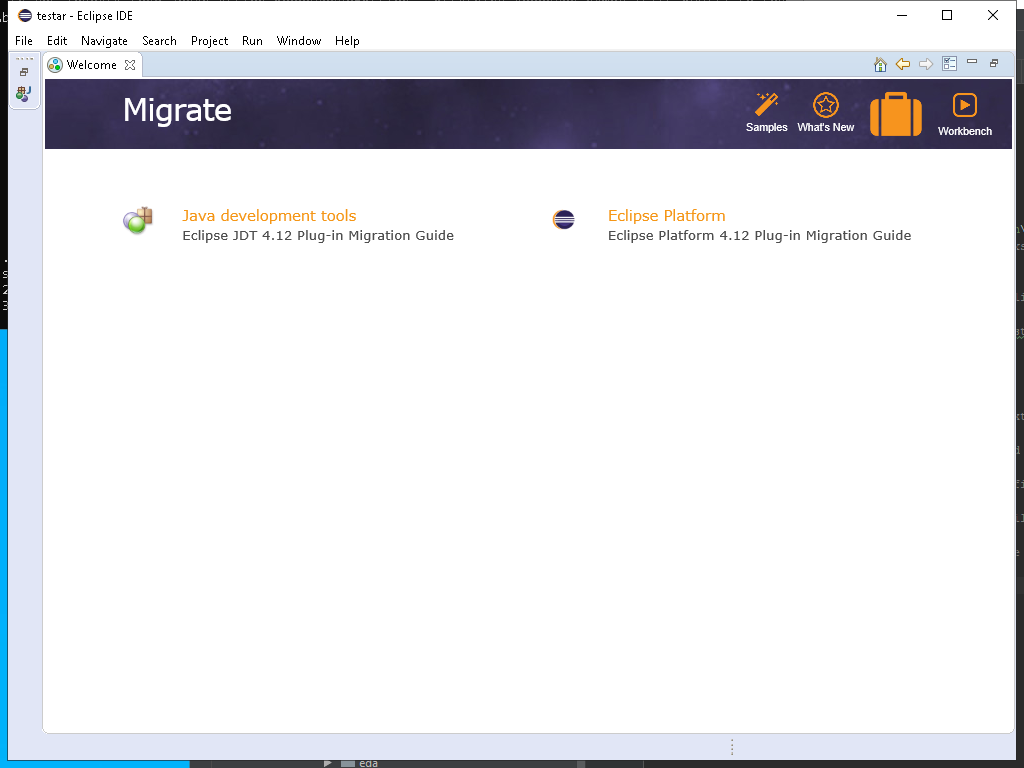 testar - Eclipse IDE
File Edit Navigate Search Project Run Window Help
Welcome
Migrate
Samples What's New Workbench
Java development tools
Eclipse JDT 4.12 Plug-in Migration Guide
Eclipse Platform
Eclipse Platform 4.12 Plug-in Migration Guide
eda